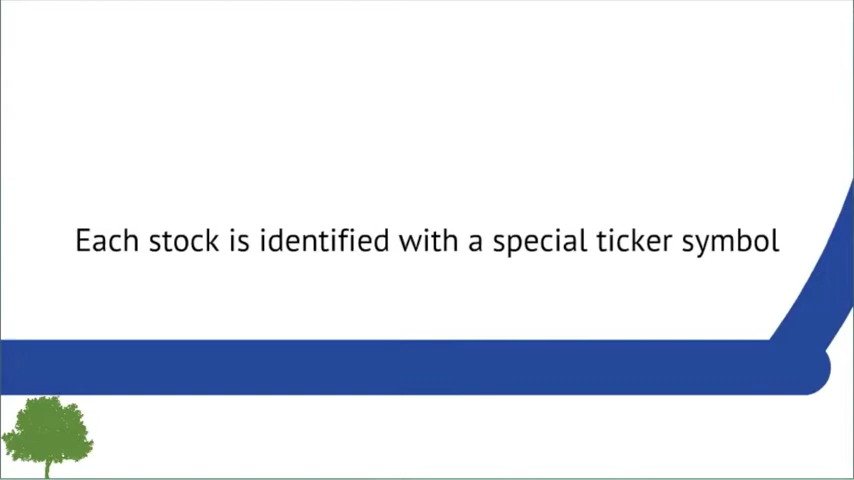 Each stock is identified with a special ticker symbol